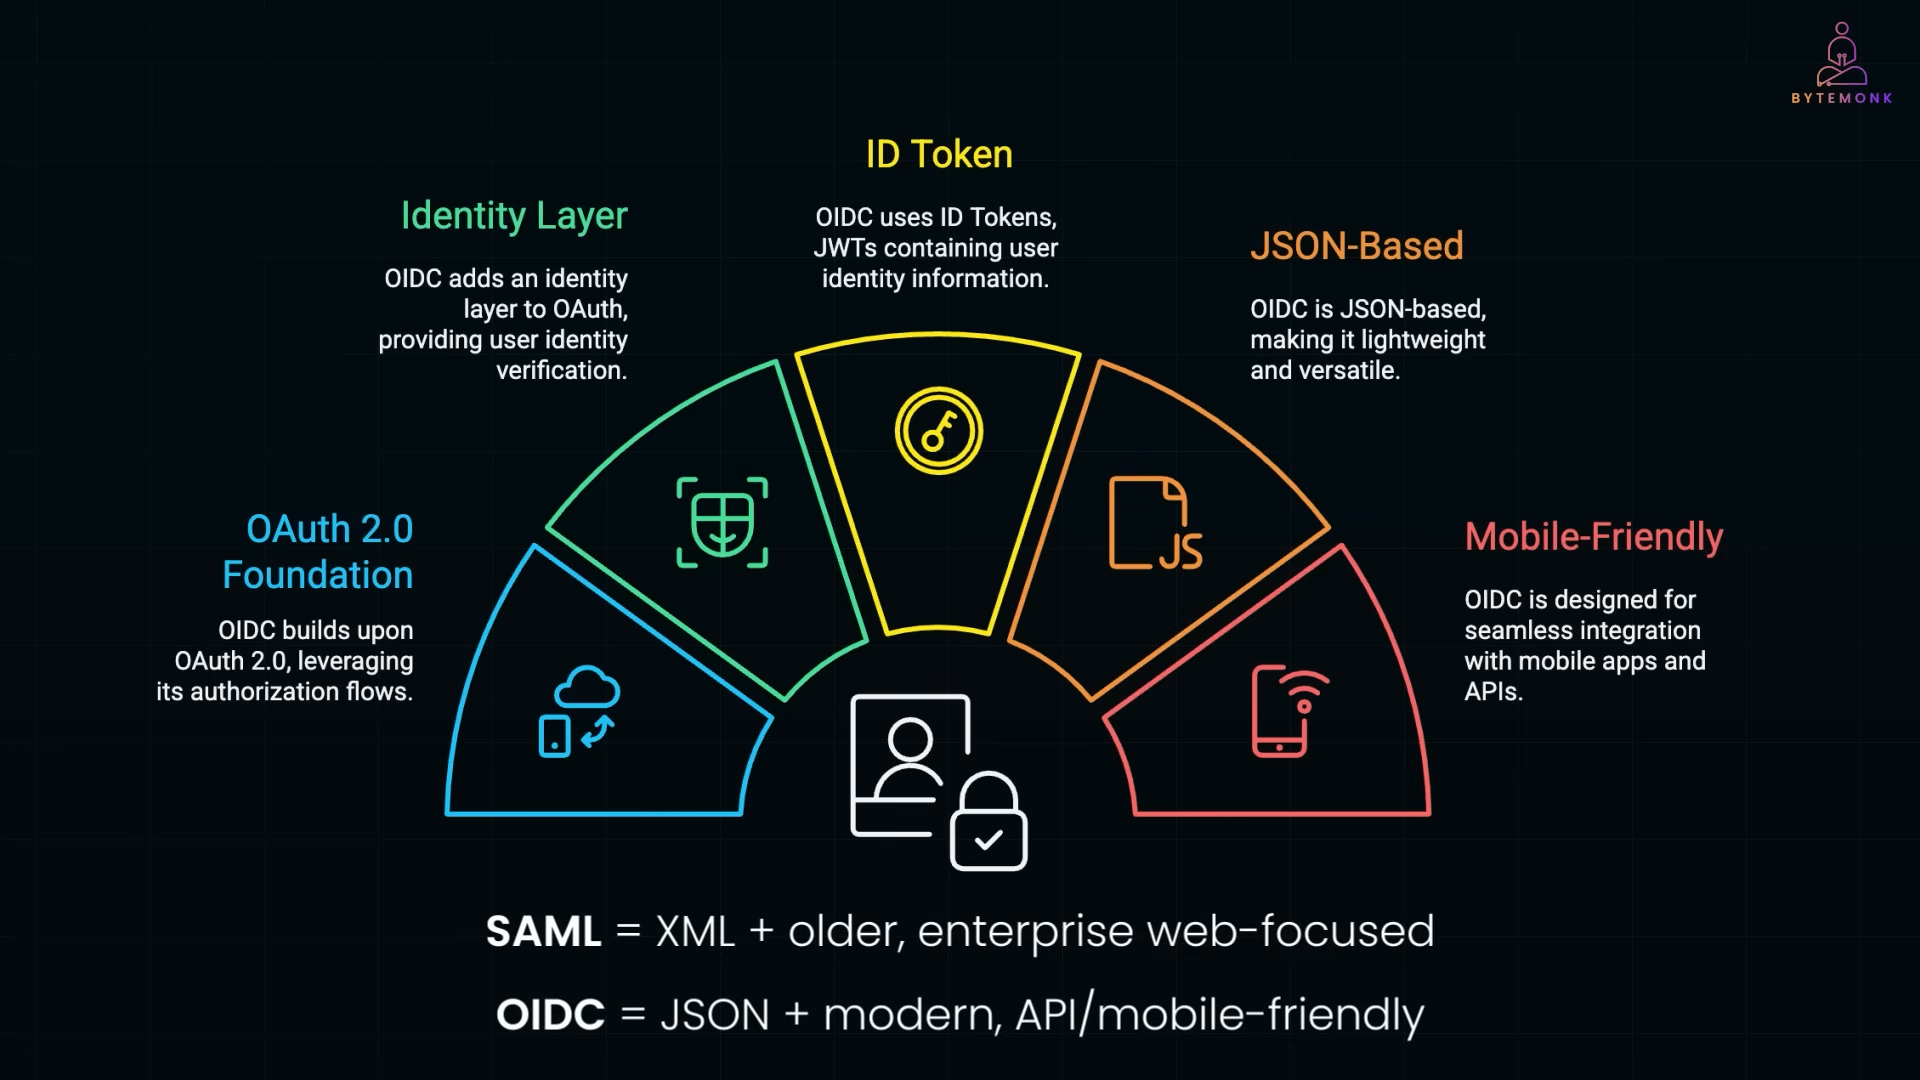 BYTEMONK
ID Token
OIDC uses ID Tokens,
JWTs containing user
identity information.
Identity Layer
OIDC adds an identity
layer to OAuth,
providing user identity
verification.
JSON-Based
OIDC is JSON-based,
making it lightweight
and versatile.
OAuth 2.0
Foundation
OIDC builds upon
OAuth 2.0, leveraging
its authorization flows.
JS
Mobile-Friendly
OIDC is designed for
seamless integration
with mobile apps and
APIs.
SAML = XML + older, enterprise web-focused
OIDC = JSON + modern, API/mobile-friendly